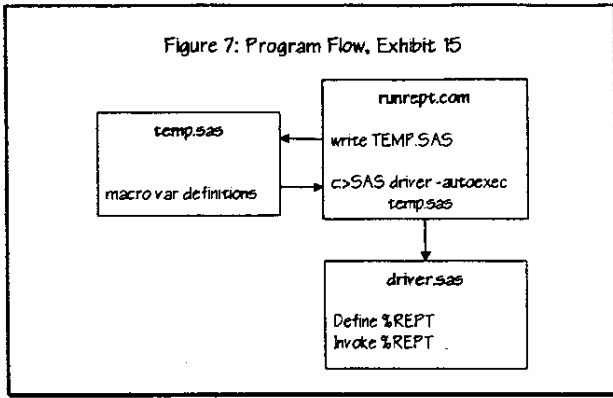 Figure 7: Program Flow, Exhibit 15
temp.sas
macro var definitions
runrept.com
write TEMP.SAS
c:>SAS driver -autoexec
temp.sas
driver.sas
Define %REPT
Invoke %REPT